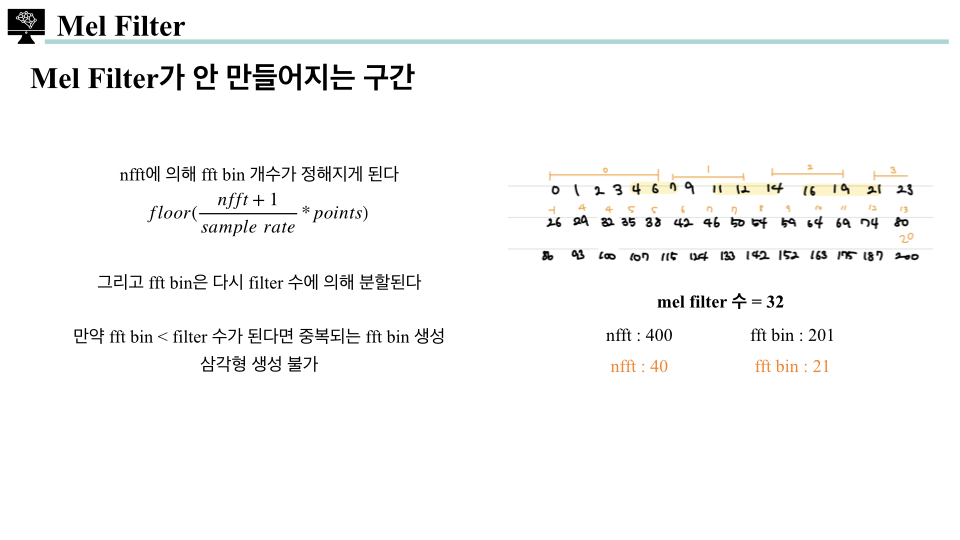 Mel Filter
Mel Filter가 안 만들어지는 구간
nfft에 의해 fft bin 개수가 정해지게 된다
floor(nfft + 1 / sample rate * points)
그리고 fft bin은 다시 filter 수에 의해 분할된다
만약 fft bin < filter 수가 된다면 중복되는 fft bin 생성
삼각형 생성 불가
0 1 2 3
0 1 2 3 4 6 7 9 11 12 14 16 19 21 23
4 4 5 5 6 7 7 8 9 10 11 12 13
26 29 32 35 38 42 46 50 54 59 64 69 74 80
20
86 93 100 107 115 124 133 142 152 163 175 187 200
mel filter 수 = 32
nfft : 400 fft bin : 201
nfft : 40 fft bin : 21